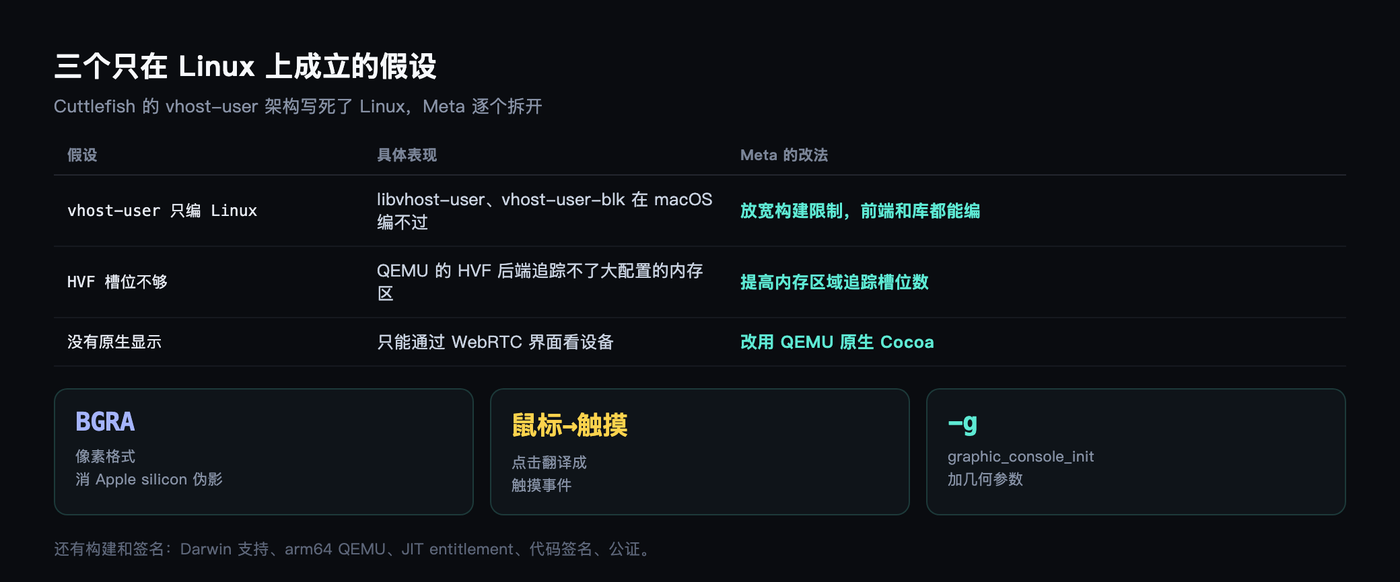 三个只在 Linux 上成立的假设
Cuttlefish 的 vhost-user 架构写死了 Linux，Meta 逐个拆开
假设
具体表现
Meta 的改法
vhost-user 只编 Linux
libvhost-user、vhost-user-blk 在 macOS
编不过
放宽构建限制，前端和库都能编
HVF 槽位不够
QEMU 的 HVF 后端追踪不了大配置的内存
区
提高内存区域追踪槽位数
没有原生显示
只能通过 WebRTC 界面看设备
改用 QEMU 原生 Cocoa
BGRA
像素格式
消 Apple silicon 伪影
鼠标→触摸
点击翻译成
触摸事件
-g
graphic_console_init
加几何参数
还有构建和签名：Darwin 支持、arm64 QEMU、JIT entitlement、代码签名、公证。